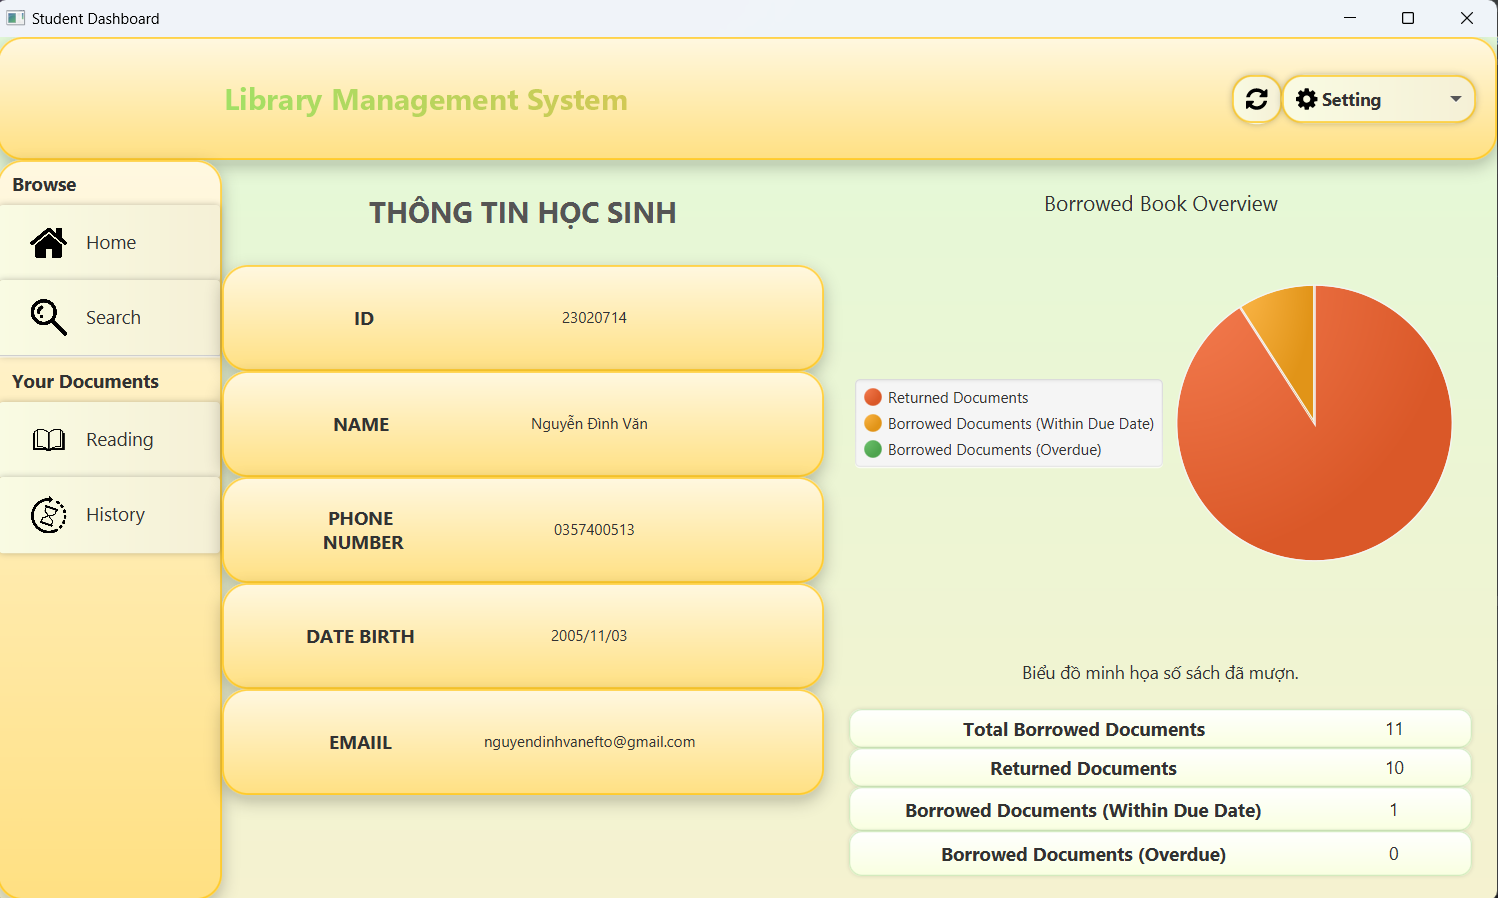 Student Dashboard
Library Management System
Setting
Browse
Home
Search
Your Documents
Reading
History
THÔNG TIN HỌC SINH
ID
23020714
NAME
Nguyễn Đình Văn
PHONE
NUMBER
0357400513
DATE BIRTH
2005/11/03
EMAIIL
nguyendinhvanefto@gmail.com
Borrowed Book Overview
Returned Documents
Borrowed Documents (Within Due Date)
Borrowed Documents (Overdue)
Biểu đồ minh họa số sách đã mượn.
Total Borrowed Documents 11
Returned Documents 10
Borrowed Documents (Within Due Date) 1
Borrowed Documents (Overdue) 0